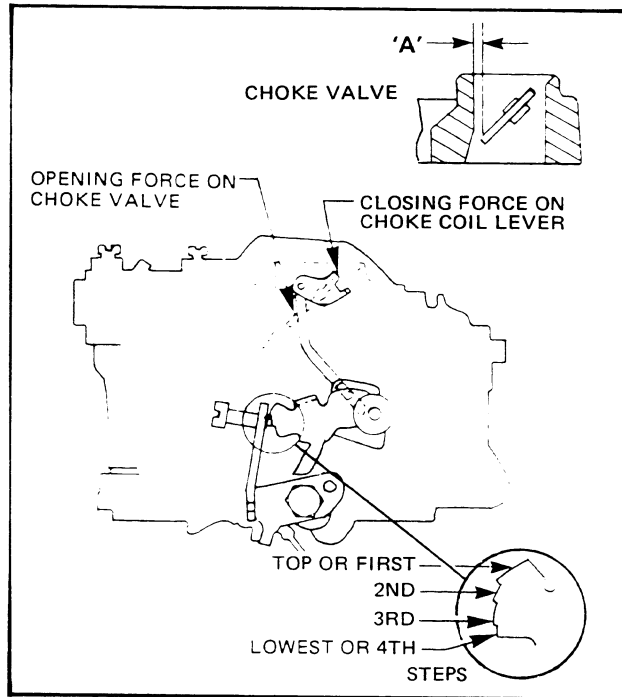 'A'
CHOKE VALVE
OPENING FORCE ON
CHOKE VALVE
CLOSING FORCE ON
CHOKE COIL LEVER
TOP OR FIRST
2ND
3RD
LOWEST OR 4TH
STEPS